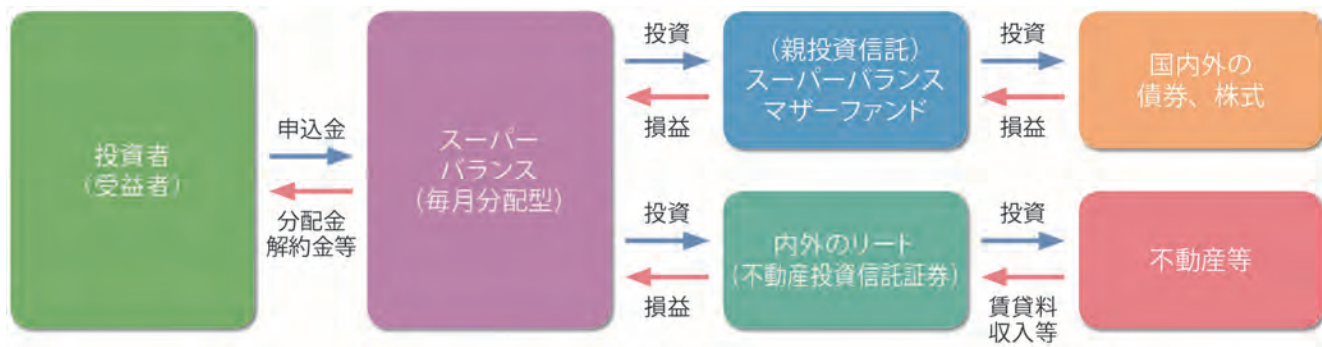 投資者
(受益者)
申込金
分配金
解約金等
スーパー
バランス
(毎月分配型)
投資
損益
(親投資信託)
スーパーバランス
マザーファンド
投資
損益
国内外の
債券、株式
投資
損益
内外のリート
(不動産投資信託証券)
投資
賃貸料
収入等
不動産等